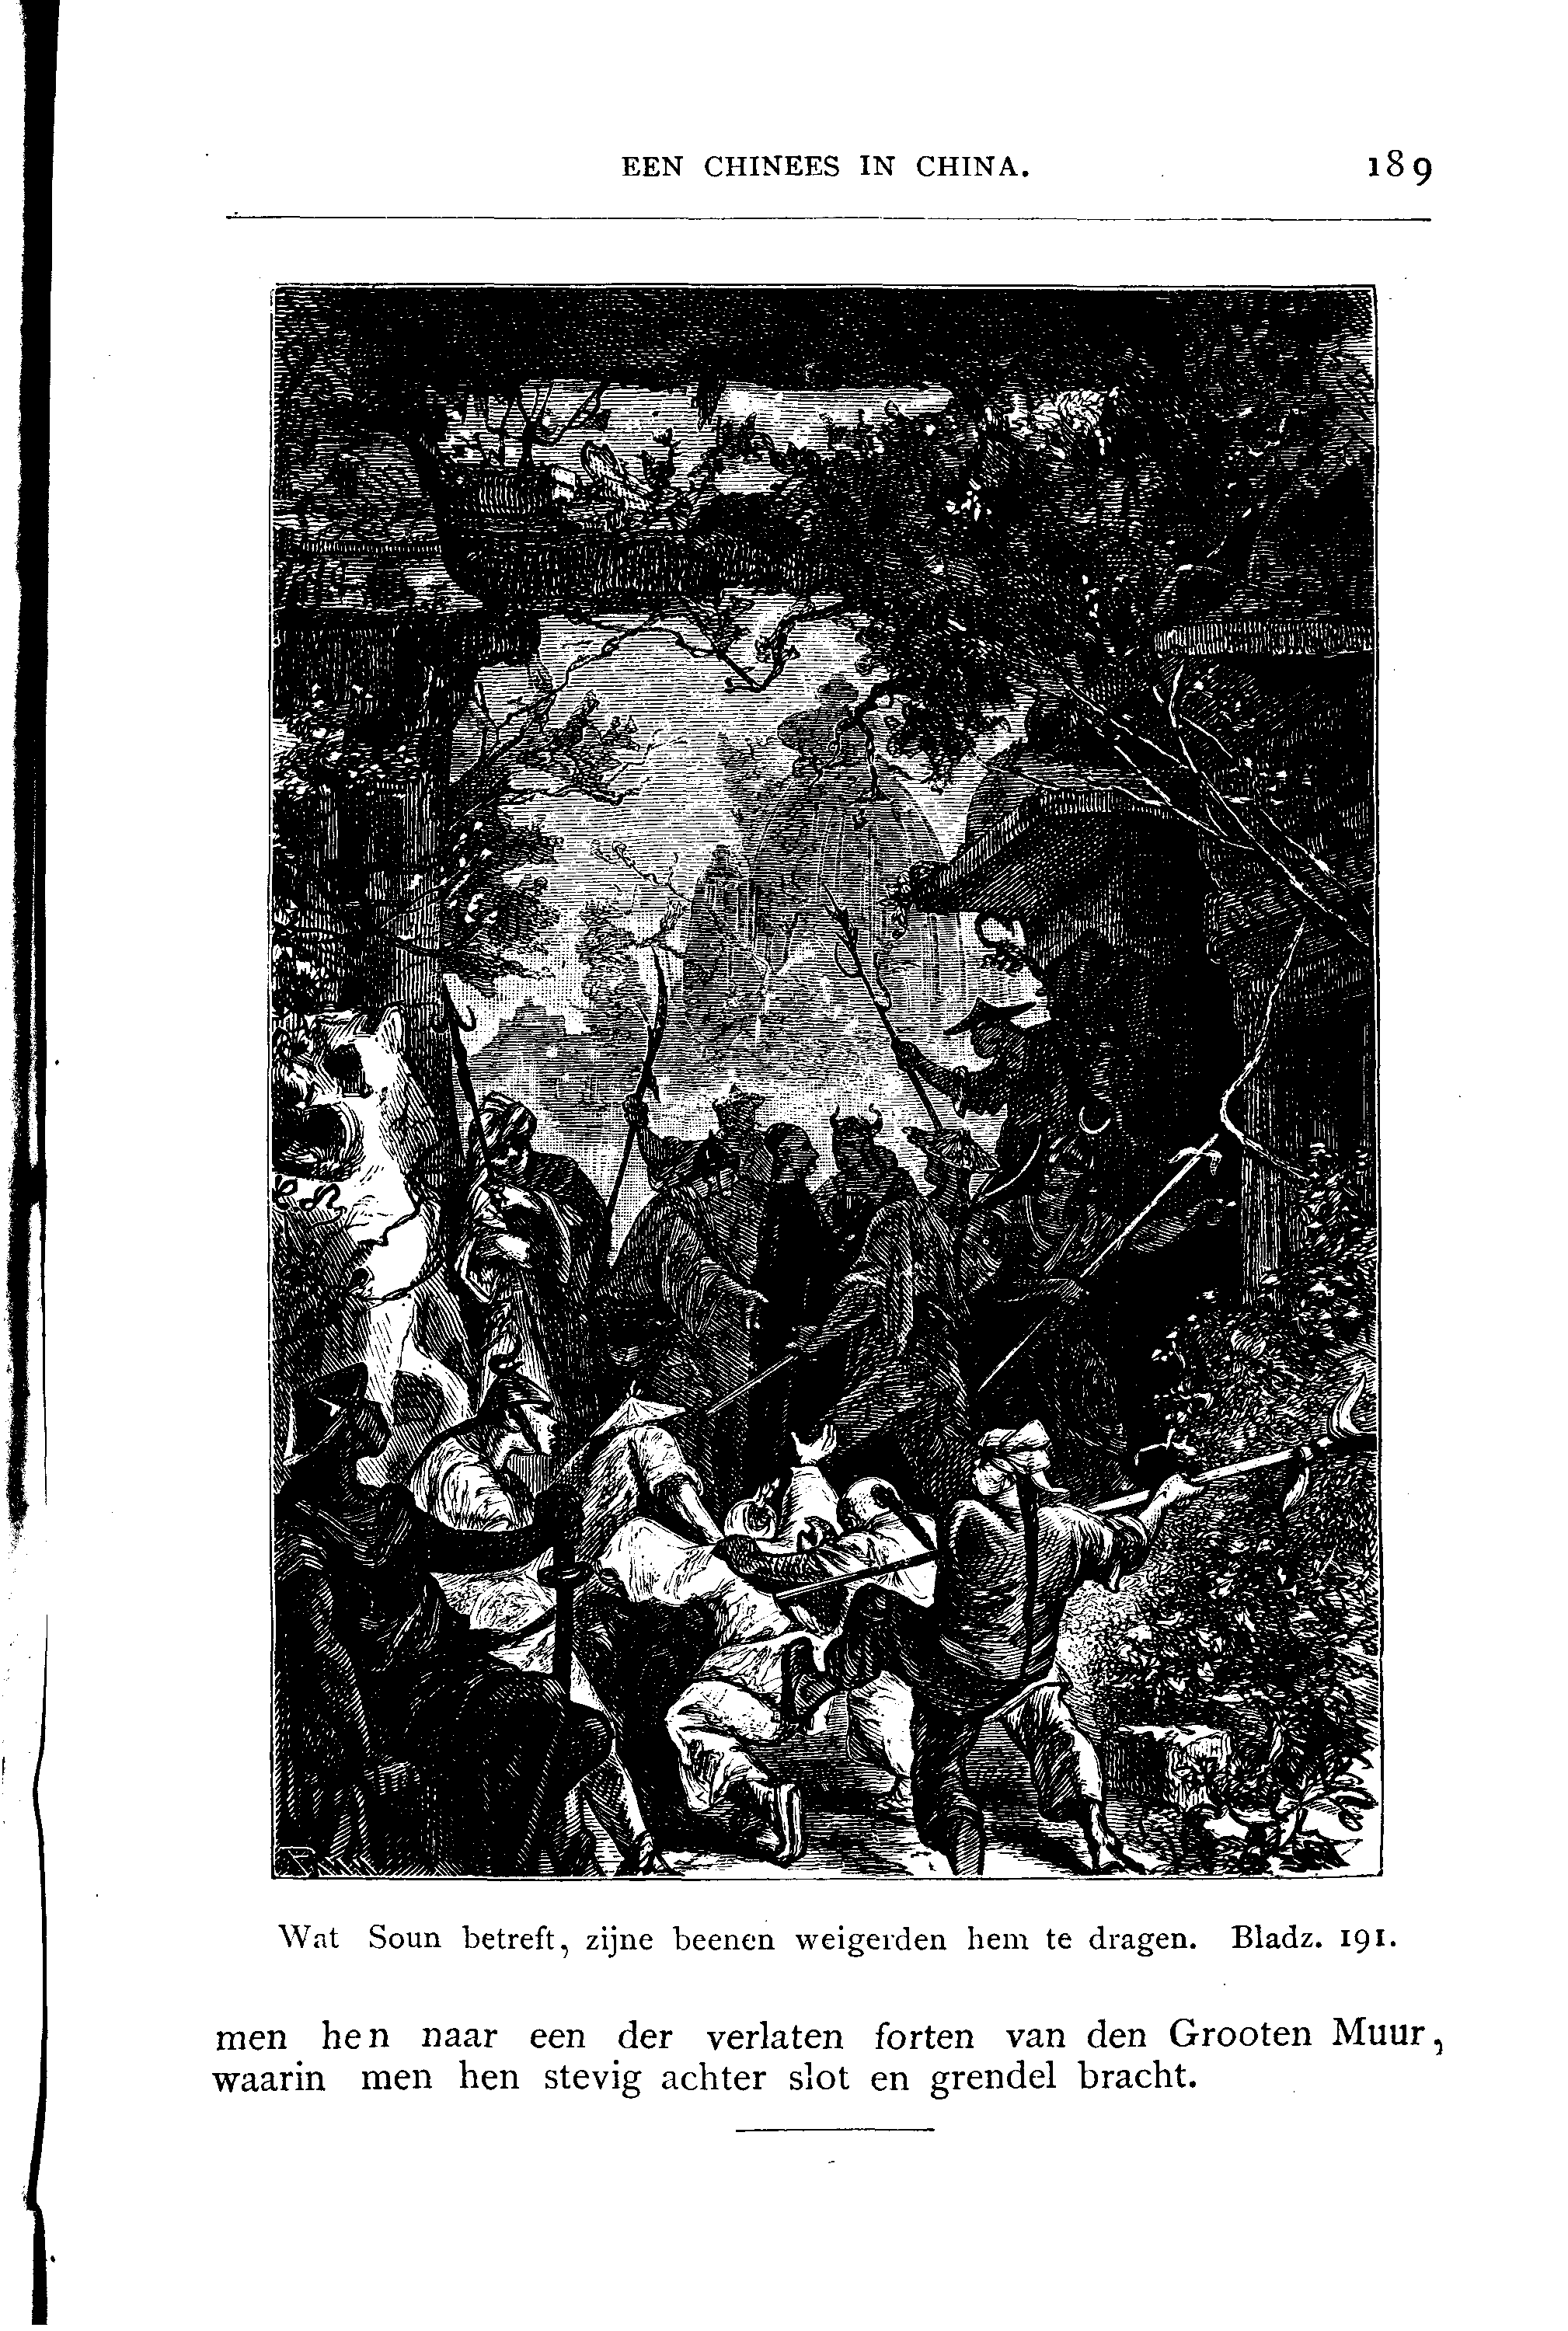 EEN CHINEES IN CHINA. 189
Wat Soun betreft, zijne beenen weigerden hem te dragen. Bladz. 191.
men hen naar een der verlaten forten van den Grooten Muur,
waarin men hen stevig achter slot en grendel bracht.